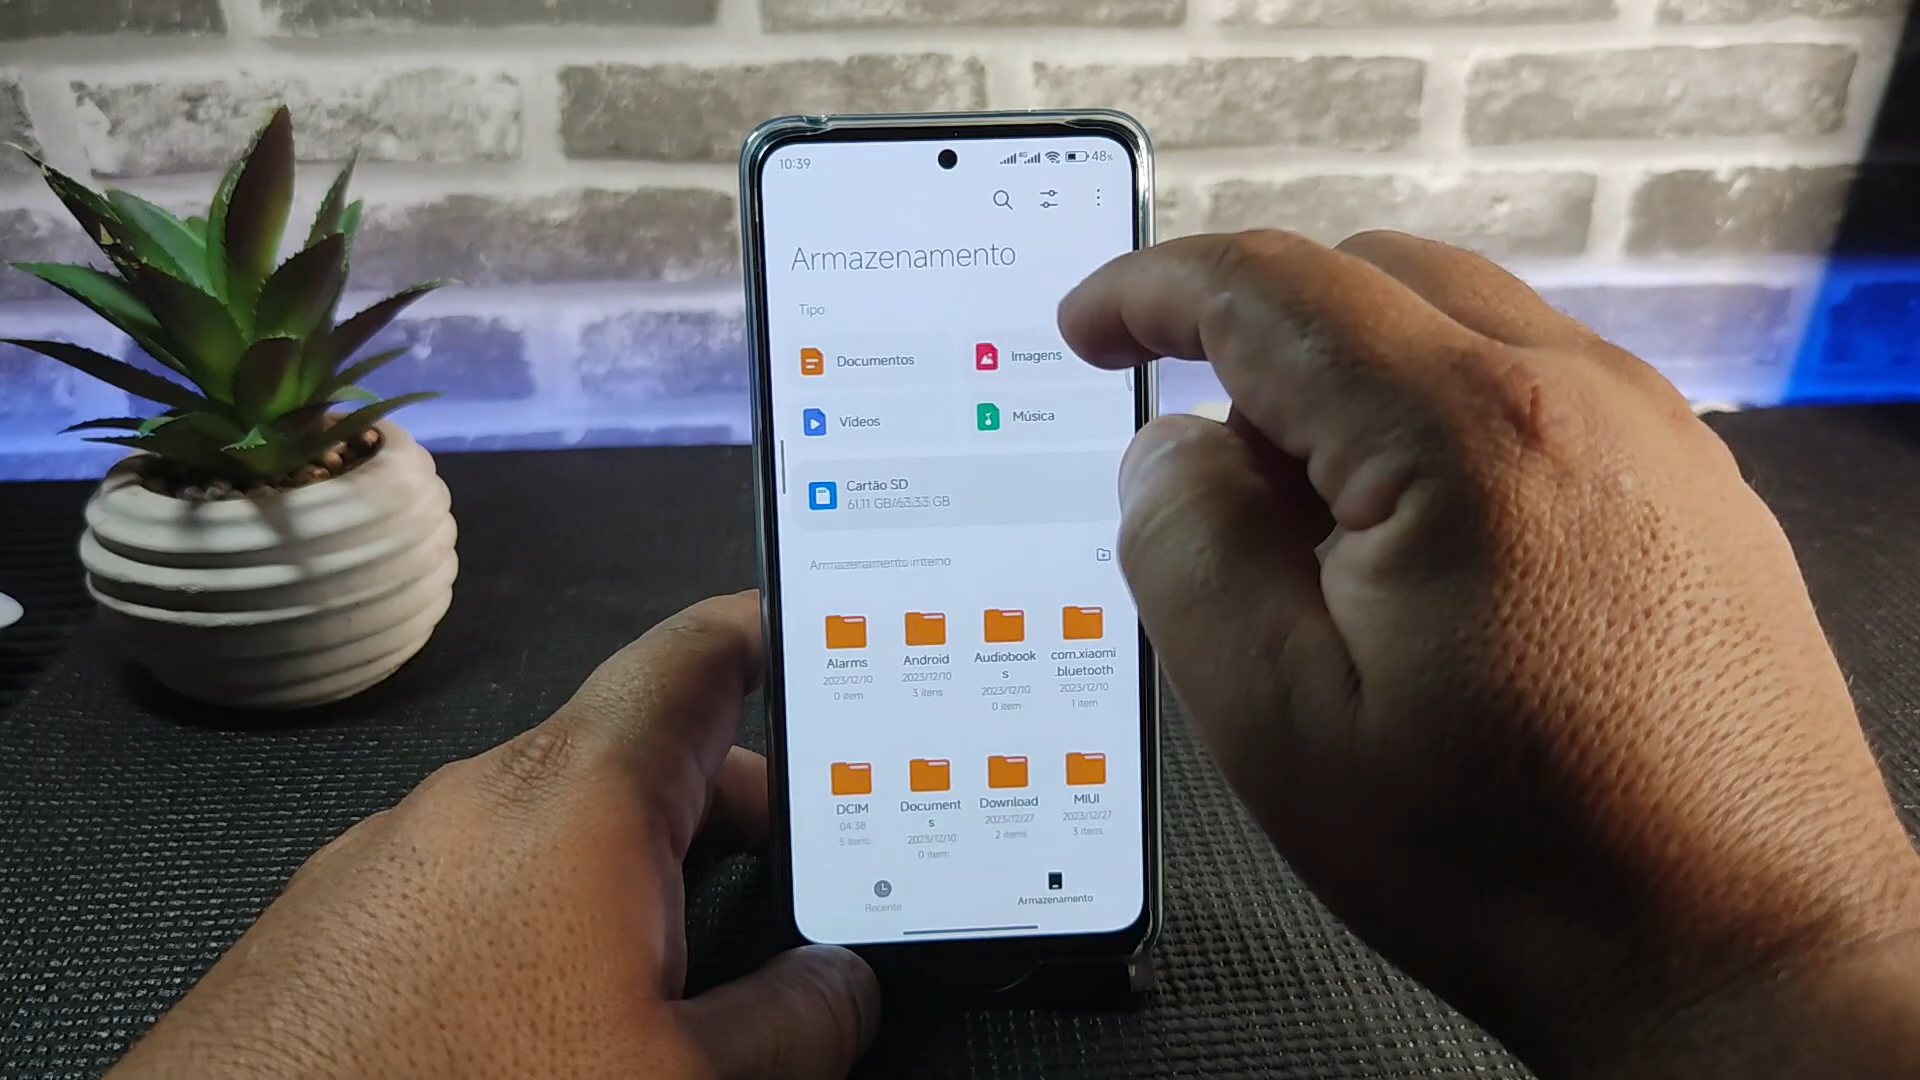 10:39
4G
48%
Armazenamento
Tipo
Documentos
Imagens
Vídeos
Música
Cartão SD
61,11 GB/63,33 GB
Armazenamento interno
Alarms
Android
Audiobook
s
com.xiaomi
.bluetooth
2023/12/10
0 item
2023/12/10
3 itens
2023/12/10
0 item
2023/12/10
1 item
DCIM
Document
s
Download
MIUI
04:38
3 itens
2023/12/10
0 item
2023/12/27
2 itens
2023/12/27
3 itens
Recente
Armazenamento